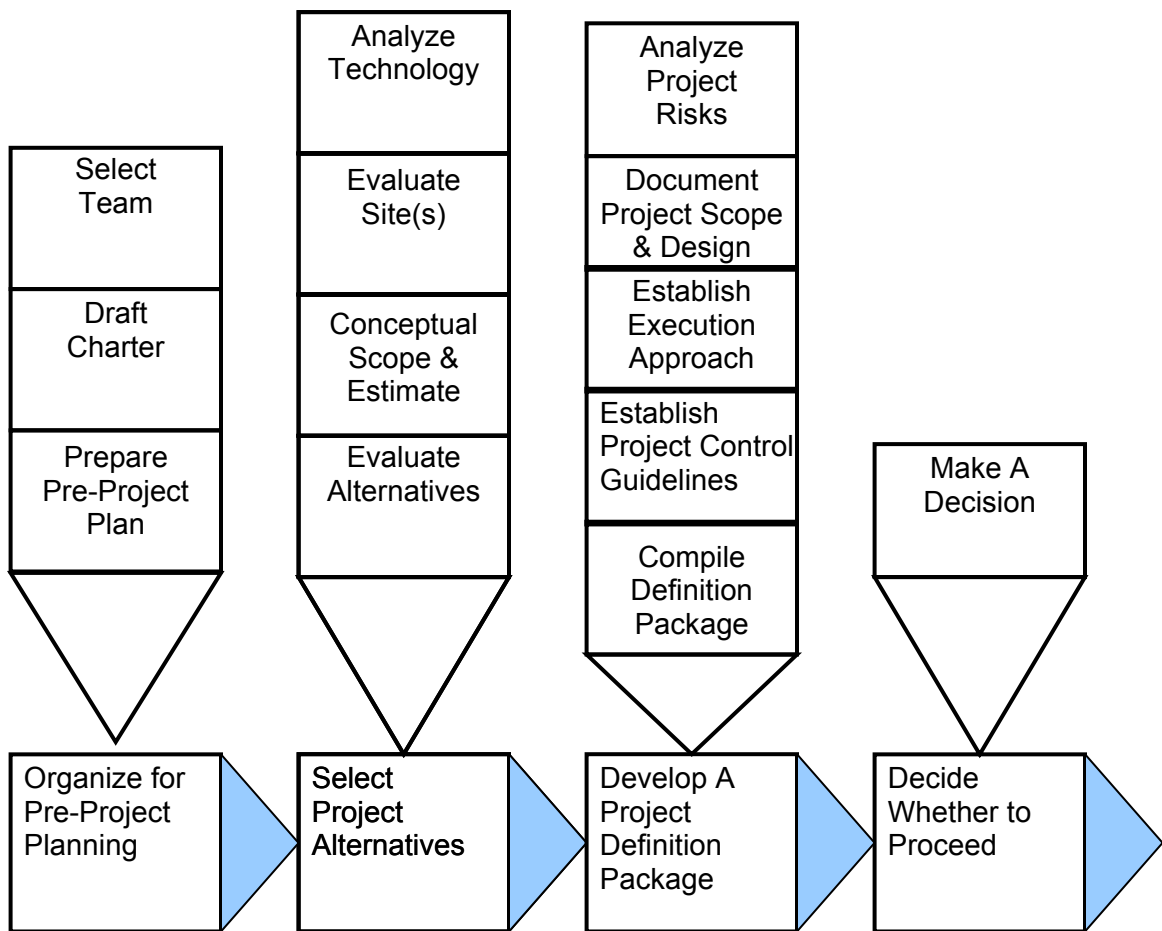 Select
Team
Draft
Charter
Prepare
Pre-Project
Plan
Organize for
Pre-Project
Planning
Analyze
Technology
Evaluate
Site(s)
Conceptual
Scope &
Estimate
Evaluate
Alternatives
Select
Project
Alternatives
Analyze
Project
Risks
Document
Project Scope
& Design
Establish
Execution
Approach
Establish
Project Control
Guidelines
Compile
Definition
Package
Develop A
Project
Definition
Package
Make A
Decision
Decide
Whether to
Proceed